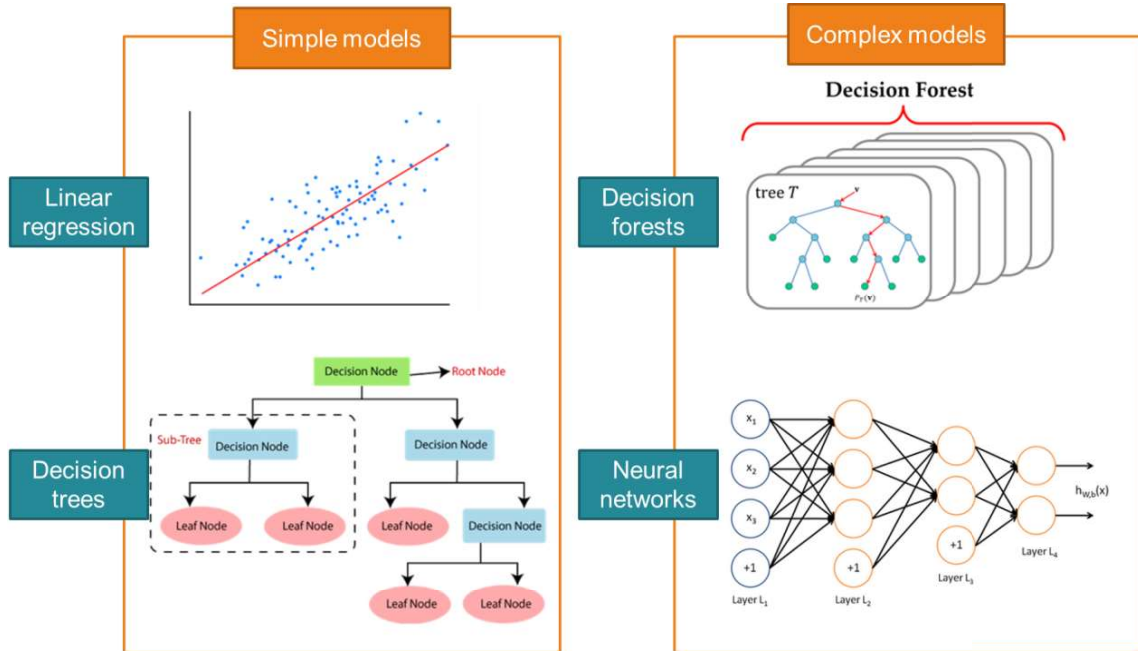 Simple models
Linear
regression
Decision Node
Root Node
Sub-Tree
Decision Node
Decision Node
Decision
trees
Leaf Node
Leaf Node
Leaf Node
Decision Node
Leaf Node
Leaf Node
Complex models
Decision Forest
Decision
forests
tree T
v
P_T(v)
Neural
networks
x₁
x₂
x₃
+1
Layer L₁
+1
Layer L₂
+1
Layer L₃
Layer L₄
h_{W,b}(x)